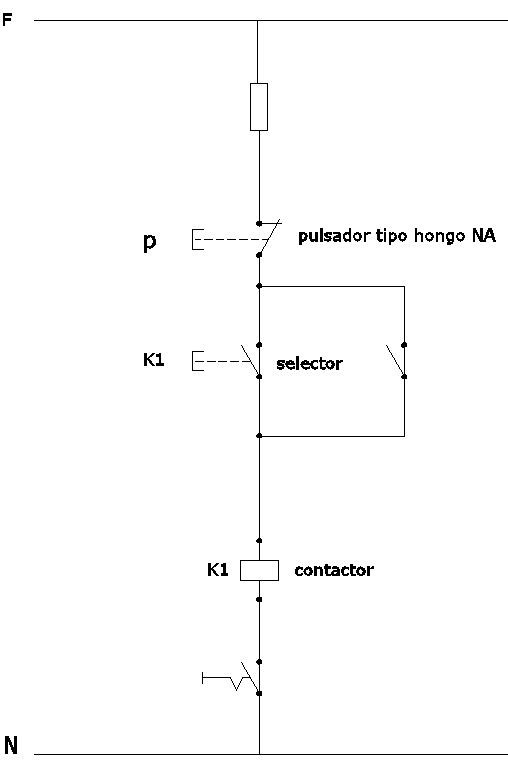 F
p
pulsador tipo hongo NA
K1
selector
K1
contactor
N